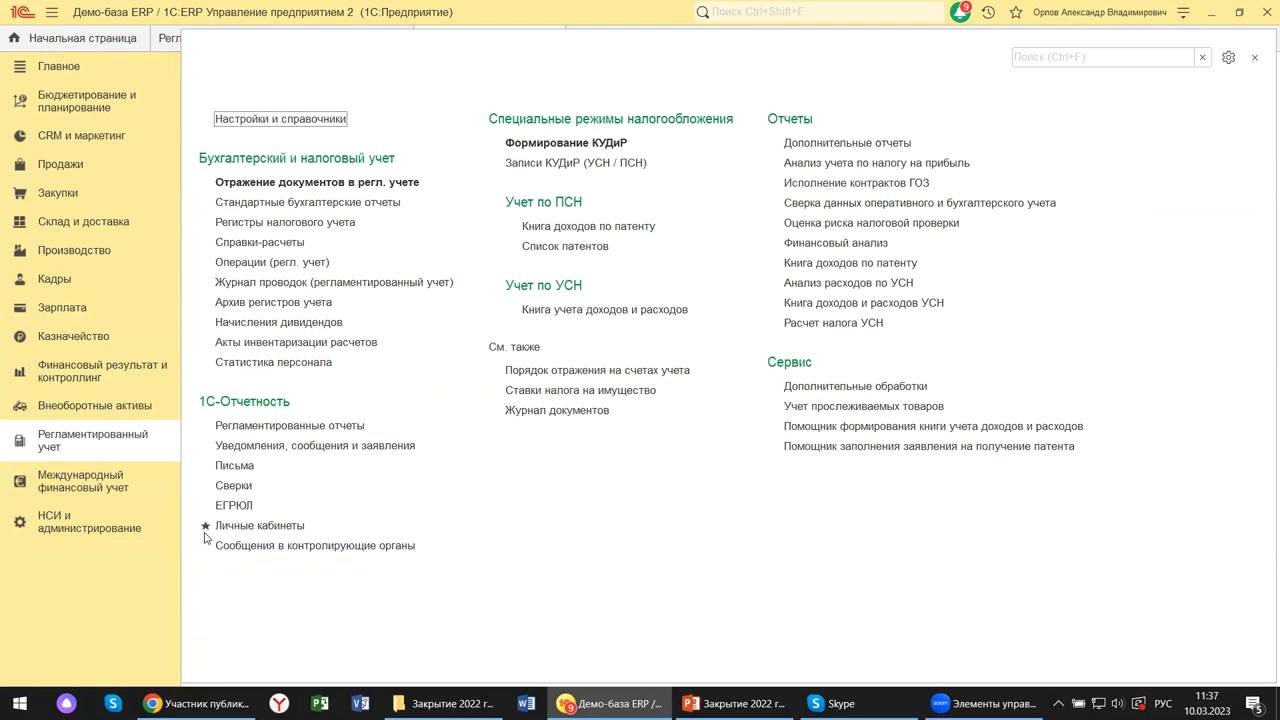 Демо-база ERP / 1С:ERP Управление предприятием 2 (1С:Предприятие)
Поиск Ctrl+Shift+F
9
Орлов Александр Владимирович
Начальная страница
Регл
Поиск (Ctrl+F)
Главное
Бюджетирование и
планирование
CRM и маркетинг
Продажи
Закупки
Склад и доставка
Производство
Кадры
Зарплата
Казначейство
Финансовый результат и
контроллинг
Внеоборотные активы
Регламентированный
учет
Международный
финансовый учет
НСИ и
администрирование
Настройки и справочники
Бухгалтерский и налоговый учет
Отражение документов в регл. учете
Стандартные бухгалтерские отчеты
Регистры налогового учета
Справки-расчеты
Операции (регл. учет)
Журнал проводок (регламентированный учет)
Архив регистров учета
Начисления дивидендов
Акты инвентаризации расчетов
Статистика персонала
1С-Отчетность
Регламентированные отчеты
Уведомления, сообщения и заявления
Письма
Сверки
ЕГРЮЛ
Личные кабинеты
Сообщения в контролирующие органы
Специальные режимы налогообложения
Формирование КУДиР
Записи КУДиР (УСН / ПСН)
Учет по ПСН
Книга доходов по патенту
Список патентов
Учет по УСН
Книга учета доходов и расходов
См. также
Порядок отражения на счетах учета
Ставки налога на имущество
Журнал документов
Отчеты
Дополнительные отчеты
Анализ учета по налогу на прибыль
Исполнение контрактов ГОЗ
Сверка данных оперативного и бухгалтерского учета
Оценка риска налоговой проверки
Финансовый анализ
Книга доходов по патенту
Анализ расходов по УСН
Книга доходов и расходов УСН
Расчет налога УСН
Сервис
Дополнительные обработки
Учет прослеживаемых товаров
Помощник формирования книги учета доходов и расходов
Помощник заполнения заявления на получение патента
Участник публик...
Закрытие 2022 г...
Демо-база ERP /...
Закрытие 2022 г...
Skype
zoom
Элементы управ...
РУС
11:37
10.03.2023
5